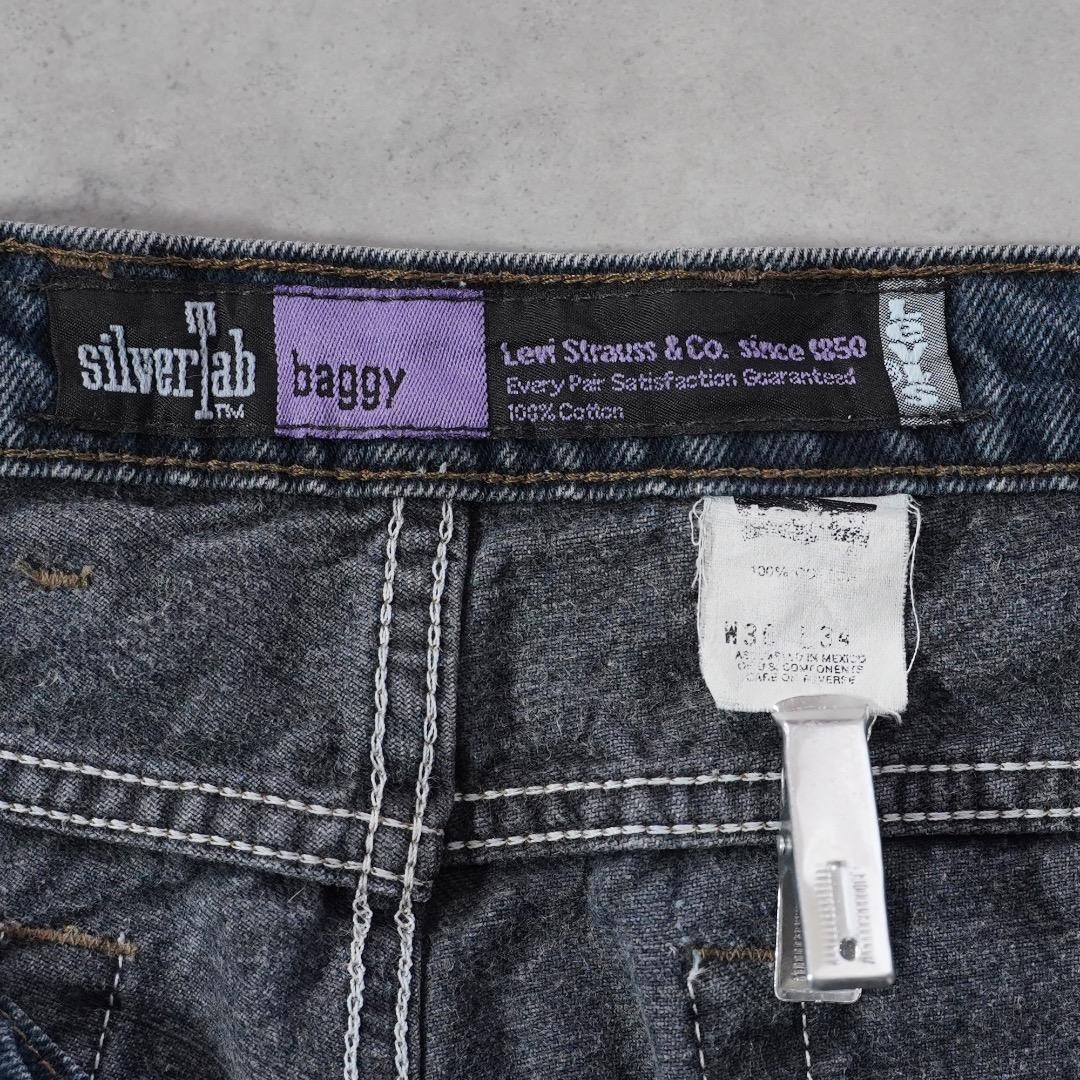 silverTab
TM
baggy
Levi Strauss & Co. since 1850
Every Pair Satisfaction Guaranteed
100% Cotton
LEVI'S
100% COTTON
L34
ASSEMBLED IN MEXICO
OF U.S. COMPONENTS
CARE ON REVERSE